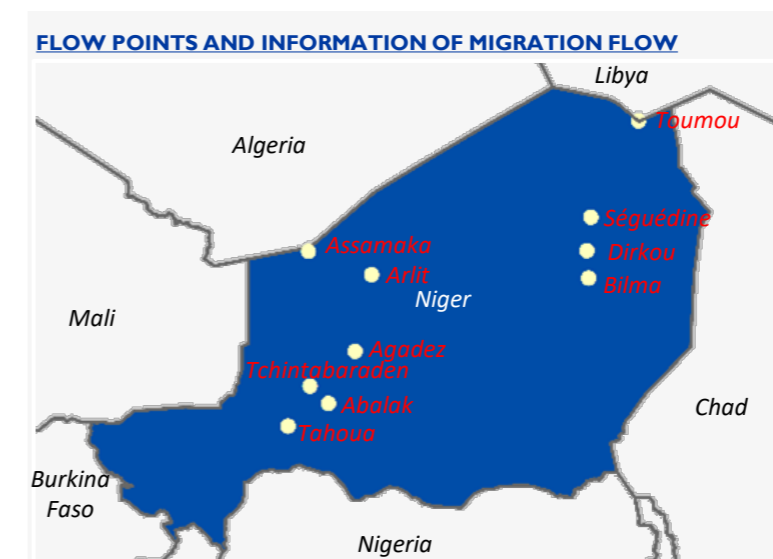 FLOW POINTS AND INFORMATION OF MIGRATION FLOW
Libya
Toumou
Algeria
Séguédine
Assamaka
Dirkou
Arlit
Bilma
Niger
Mali
Agadez
Tchintabaraden
Abalak
Chad
Tahoua
Burkina
Faso
Nigeria